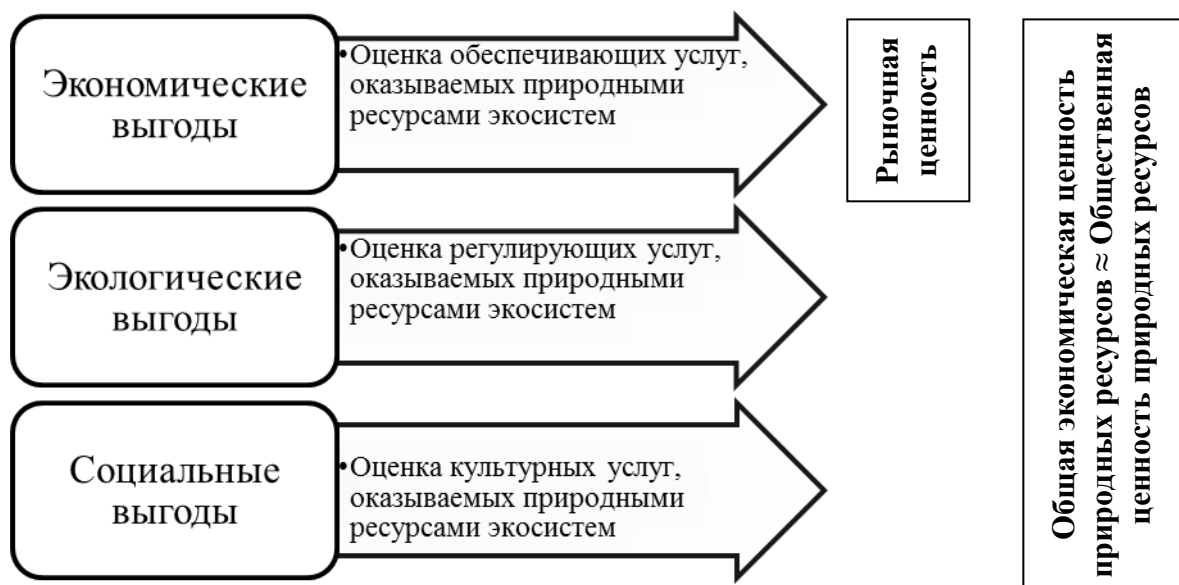 Экономические
выгоды
•Оценка обеспечивающих услуг,
оказываемых природными
ресурсами экосистем
Экологические
выгоды
•Оценка регулирующих услуг,
оказываемых природными
ресурсами экосистем
Социальные
выгоды
•Оценка культурных услуг,
оказываемых природными
ресурсами экосистем
Рыночная
ценность
Общая экономическая ценность
природных ресурсов ≈ Общественная
ценность природных ресурсов